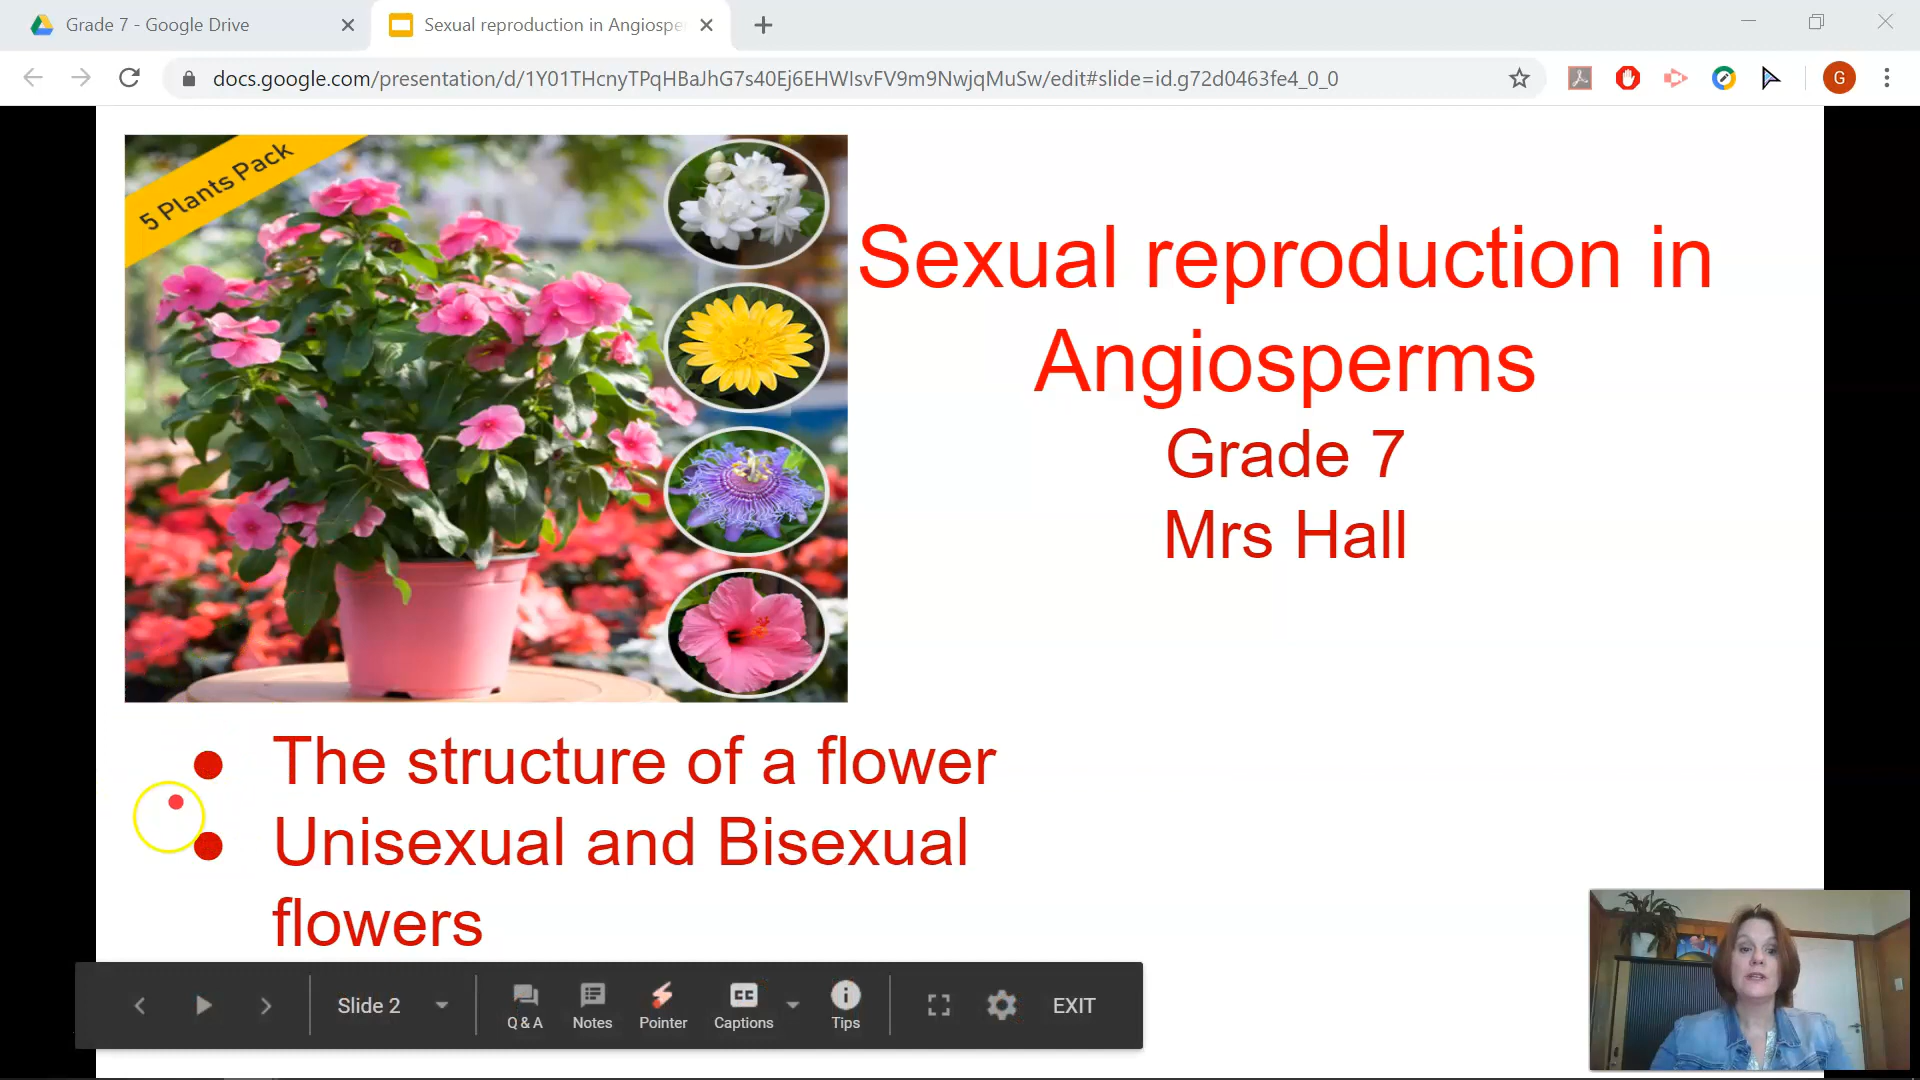 Grade 7 - Google Drive
Sexual reproduction in Angiospe
docs.google.com/presentation/d/1Y01THcnyTPqHBaJhG7s40Ej6EHWIsvFV9m9NwjqMuSw/edit#slide=id.g72d0463fe4_0_0
G
5 Plants Pack
Sexual reproduction in
Angiosperms
Grade 7
Mrs Hall
● The structure of a flower
● Unisexual and Bisexual
flowers
Slide 2
Q & A
Notes
Pointer
CC
Captions
Tips
EXIT